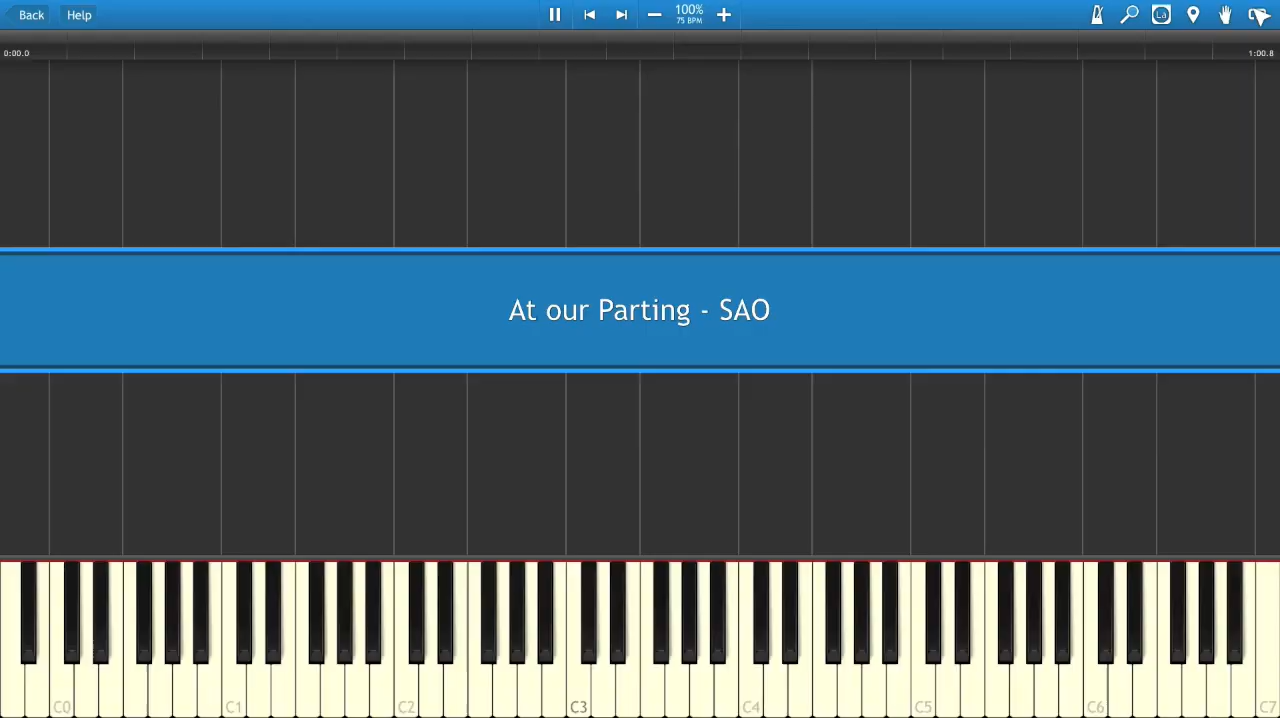 Back Help 100% La
75 BPM
0:00.0 1:00.8
At our Parting - SAO
C0 C1 C2 C3 C4 C5 C6 C7